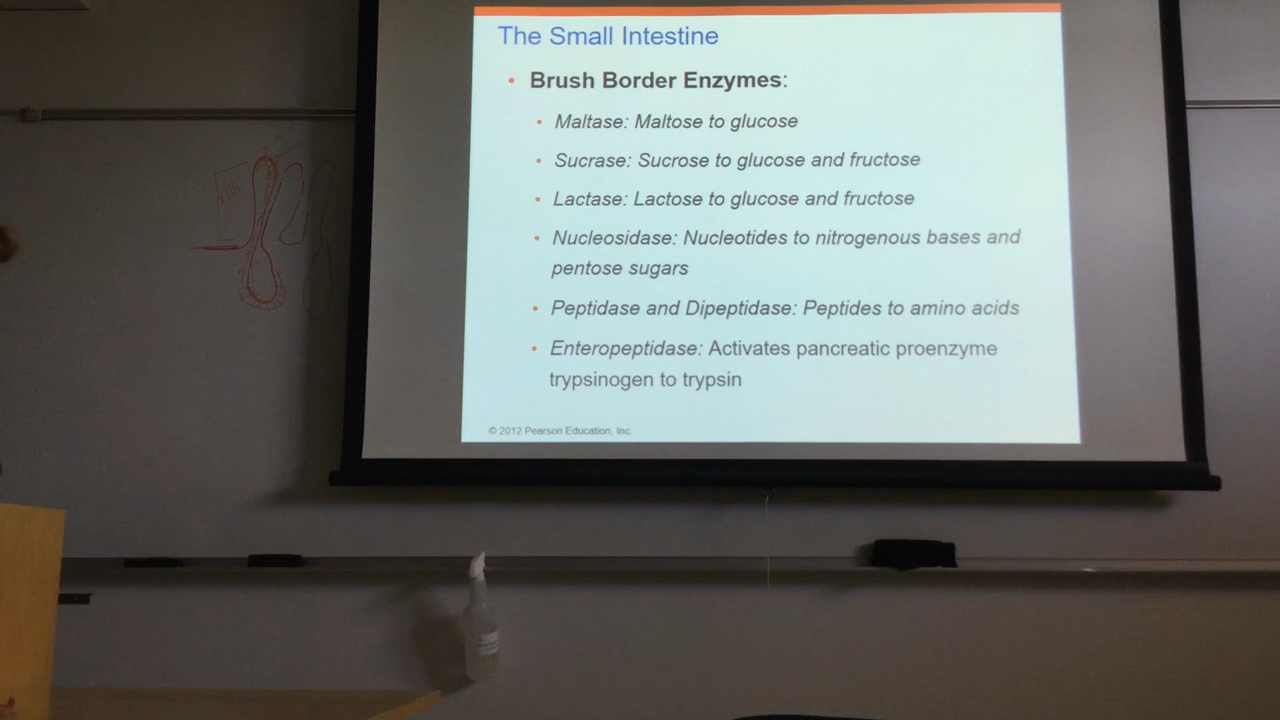 The Small Intestine
• Brush Border Enzymes:
• Maltase: Maltose to glucose
• Sucrase: Sucrose to glucose and fructose
• Lactase: Lactose to glucose and fructose
• Nucleosidase: Nucleotides to nitrogenous bases and
pentose sugars
• Peptidase and Dipeptidase: Peptides to amino acids
• Enteropeptidase: Activates pancreatic proenzyme
trypsinogen to trypsin
© 2012 Pearson Education, Inc.